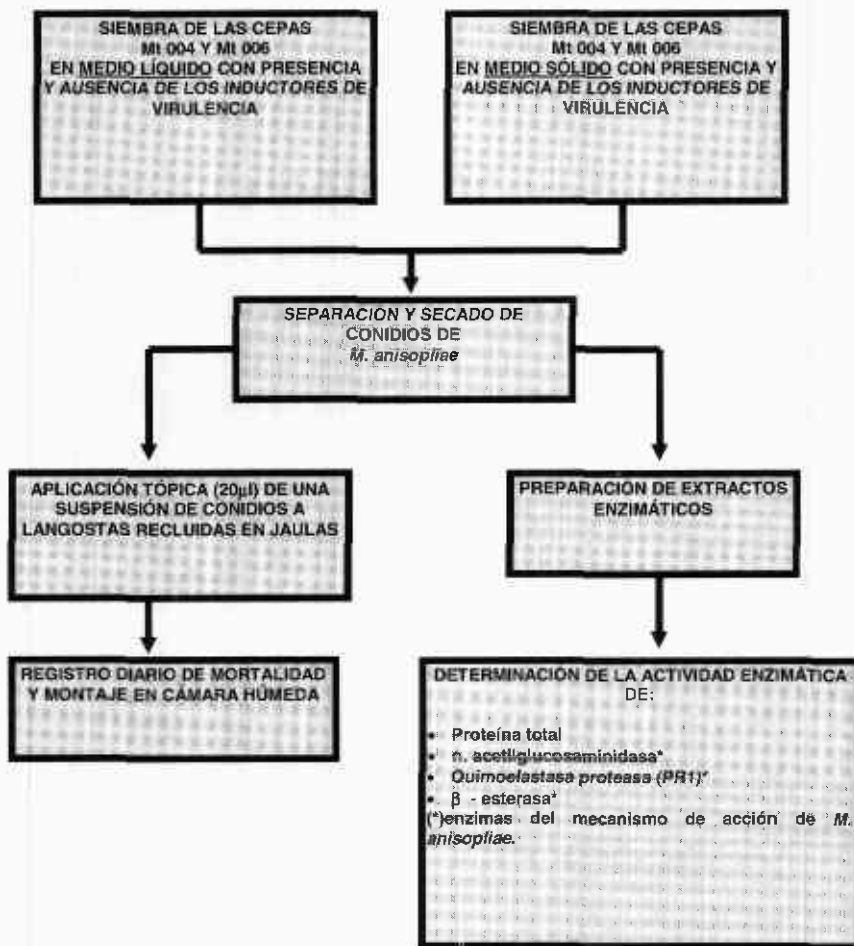 SIEMBRA DE LAS CEPAS
Mt 004 Y Mt 006
EN MEDIO LÍQUIDO CON PRESENCIA
Y AUSENCIA DE LOS INDUCTORES DE
VIRULENCIA
SIEMBRA DE LAS CEPAS
Mt 004 Y Mt 006
EN MEDIO SÓLIDO CON PRESENCIA Y
AUSENCIA DE LOS INDUCTORES DE
VIRULENCIA
SEPARACION Y SECADO DE
CONIDIOS DE
M. anisopliae
APLICACIÓN TÓPICA (20µl) DE UNA
SUSPENSIÓN DE CONIDIOS A
LANGOSTAS RECLUIDAS EN JAULAS
PREPARACIÓN DE EXTRACTOS
ENZIMÁTICOS
REGISTRO DIARIO DE MORTALIDAD
Y MONTAJE EN CÁMARA HÚMEDA
DETERMINACIÓN DE LA ACTIVIDAD ENZIMÁTICA
DE:
• Proteína total
• n. acetilglucosaminidasa*
• Quimoelastasa proteasa (PR1)*
• β - esterasa*
(*)enzimas del mecanismo de acción de M.
anisopliae.